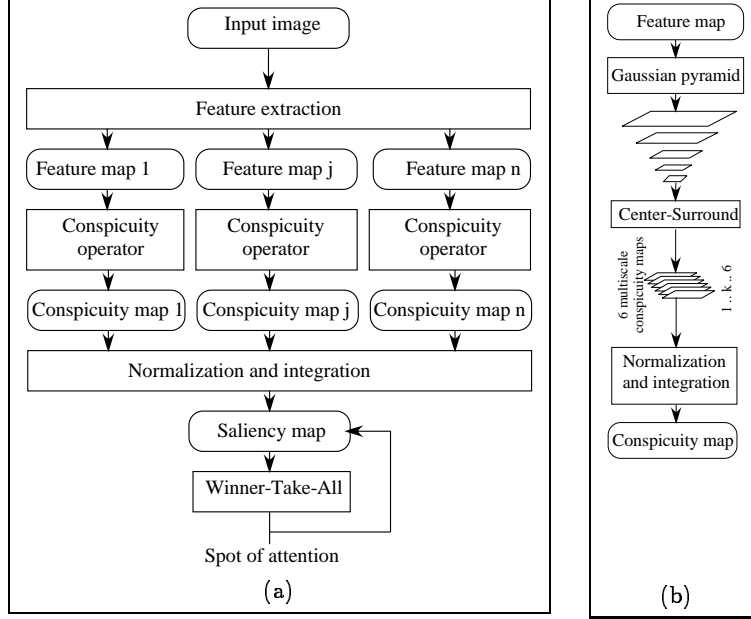 Input image
Feature extraction
Feature map 1
Feature map j
Feature map n
Conspicuity
operator
Conspicuity
operator
Conspicuity
operator
Conspicuity map 1
Conspicuity map j
Conspicuity map n
Normalization and integration
Saliency map
Winner-Take-All
Spot of attention
(a)
Feature map
Gaussian pyramid
Center-Surround
6 multiscale
conspicuity maps
1 .. k .. 6
Normalization
and integration
Conspicuity map
(b)